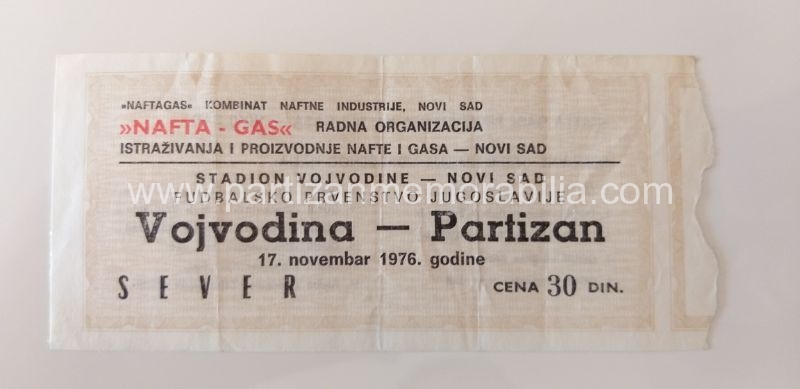 »NAFTAGAS« KOMBINAT NAFTNE INDUSTRIJE, NOVI SAD
»NAFTA - GAS« RADNA ORGANIZACIJA
ISTRAŽIVANJA I PROIZVODNJE NAFTE I GASA — NOVI SAD
STADION VOJVODINE — NOVI SAD
www.partizanmemorabilia.com
FUDBALSKO PRVENSTVO JUGOSLAVIJE
Vojvodina — Partizan
17. novembar 1976. godine
SEVER CENA 30 DIN.